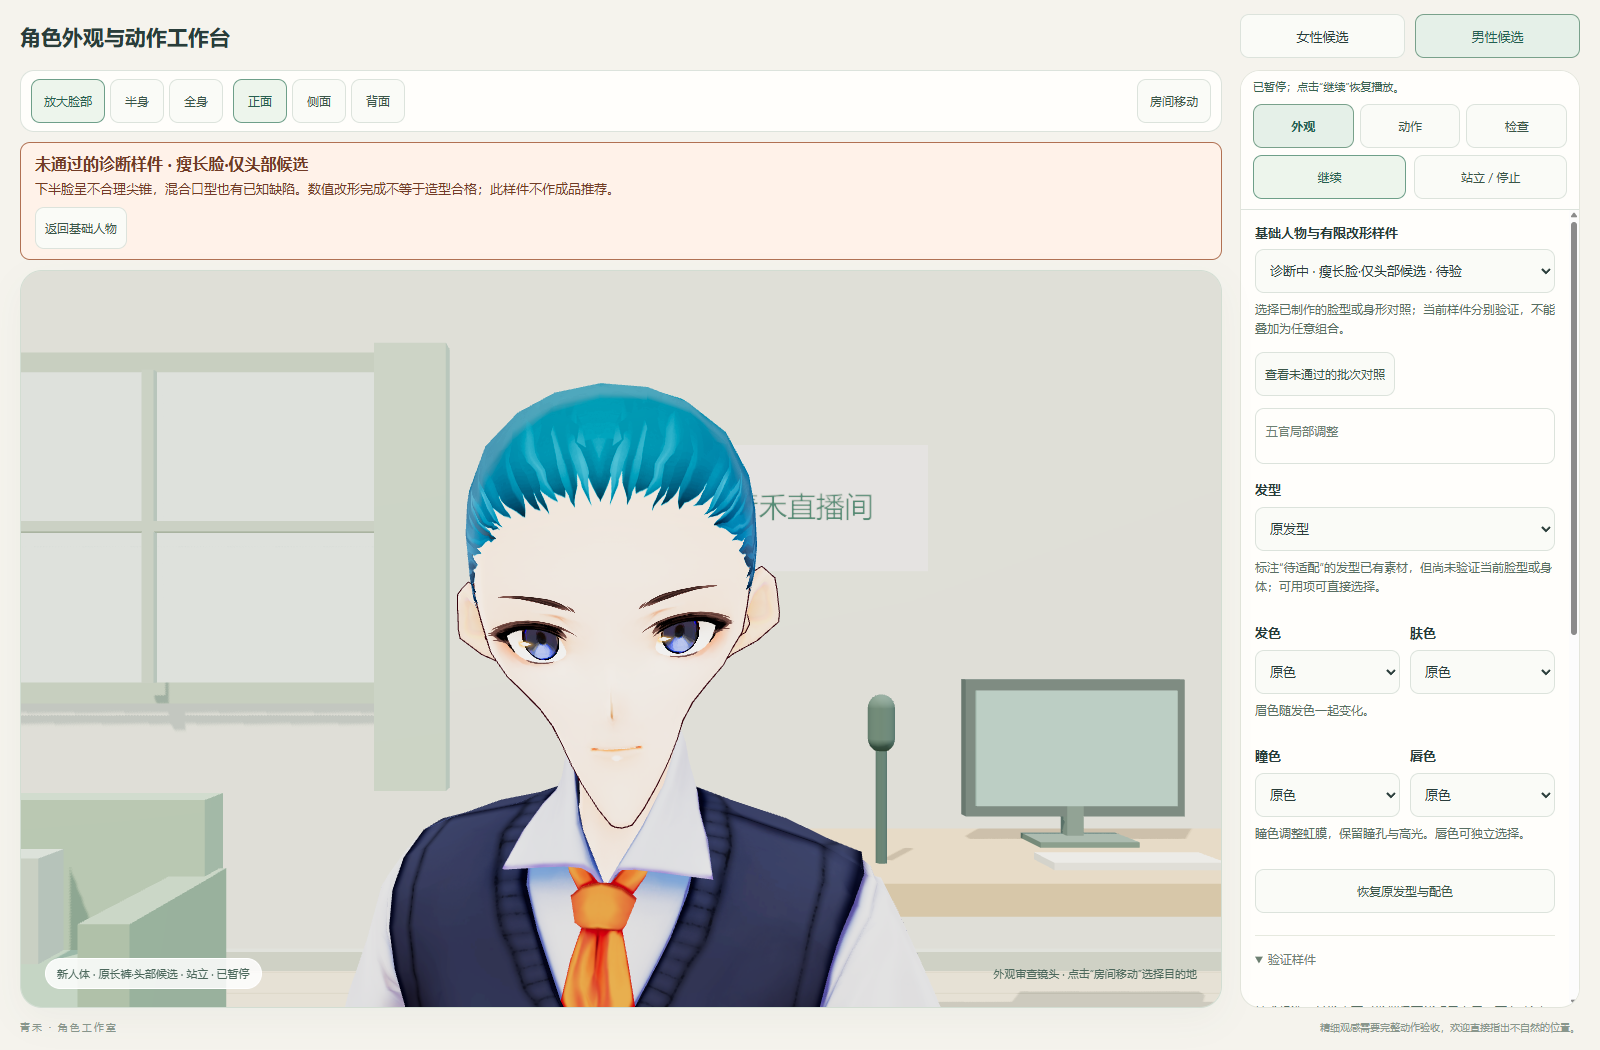 角色外观与动作工作台
女性候选
男性候选
放大脸部
半身
全身
正面
侧面
背面
房间移动
未通过的诊断样件 · 瘦长脸·仅头部候选
下半脸呈不合理尖锥，混合口型也有已知缺陷。数值改形完成不等于造型合格；此样件不作成品推荐。
返回基础人物
禾直播间
新人体 · 原长裤·头部候选 · 站立 · 已暂停
外观审查镜头 · 点击“房间移动”选择目的地
已暂停；点击“继续”恢复播放。
外观
动作
检查
继续
站立 / 停止
基础人物与有限改形样件
诊断中 · 瘦长脸·仅头部候选 · 待验
选择已制作的脸型或身形对照；当前样件分别验证，不能
叠加为任意组合。
查看未通过的批次对照
五官局部调整
发型
原发型
标注“待适配”的发型已有素材，但尚未验证当前脸型或身
体；可用项可直接选择。
发色
肤色
原色
原色
眉色随发色一起变化。
瞳色
唇色
原色
原色
瞳色调整虹膜，保留瞳孔与高光。唇色可独立选择。
恢复原发型与配色
▼ 验证样件
青禾 · 角色工作室
精细观感需要完整动作验收，欢迎直接指出不自然的位置。